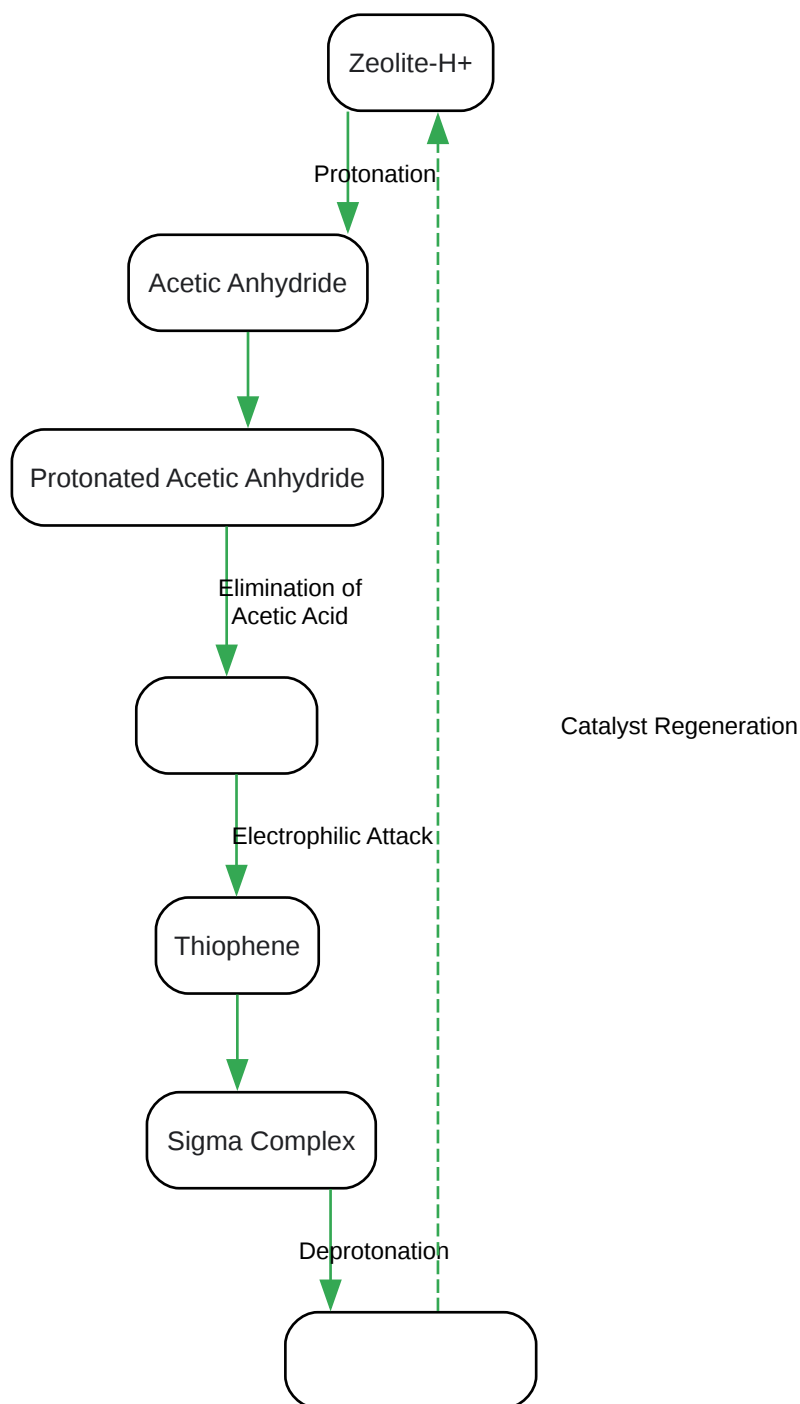 Zeolite-H+
Protonation
Acetic Anhydride
Protonated Acetic Anhydride
Elimination of
Acetic Acid
Catalyst Regeneration
Electrophilic Attack
Thiophene
Sigma Complex
Deprotonation